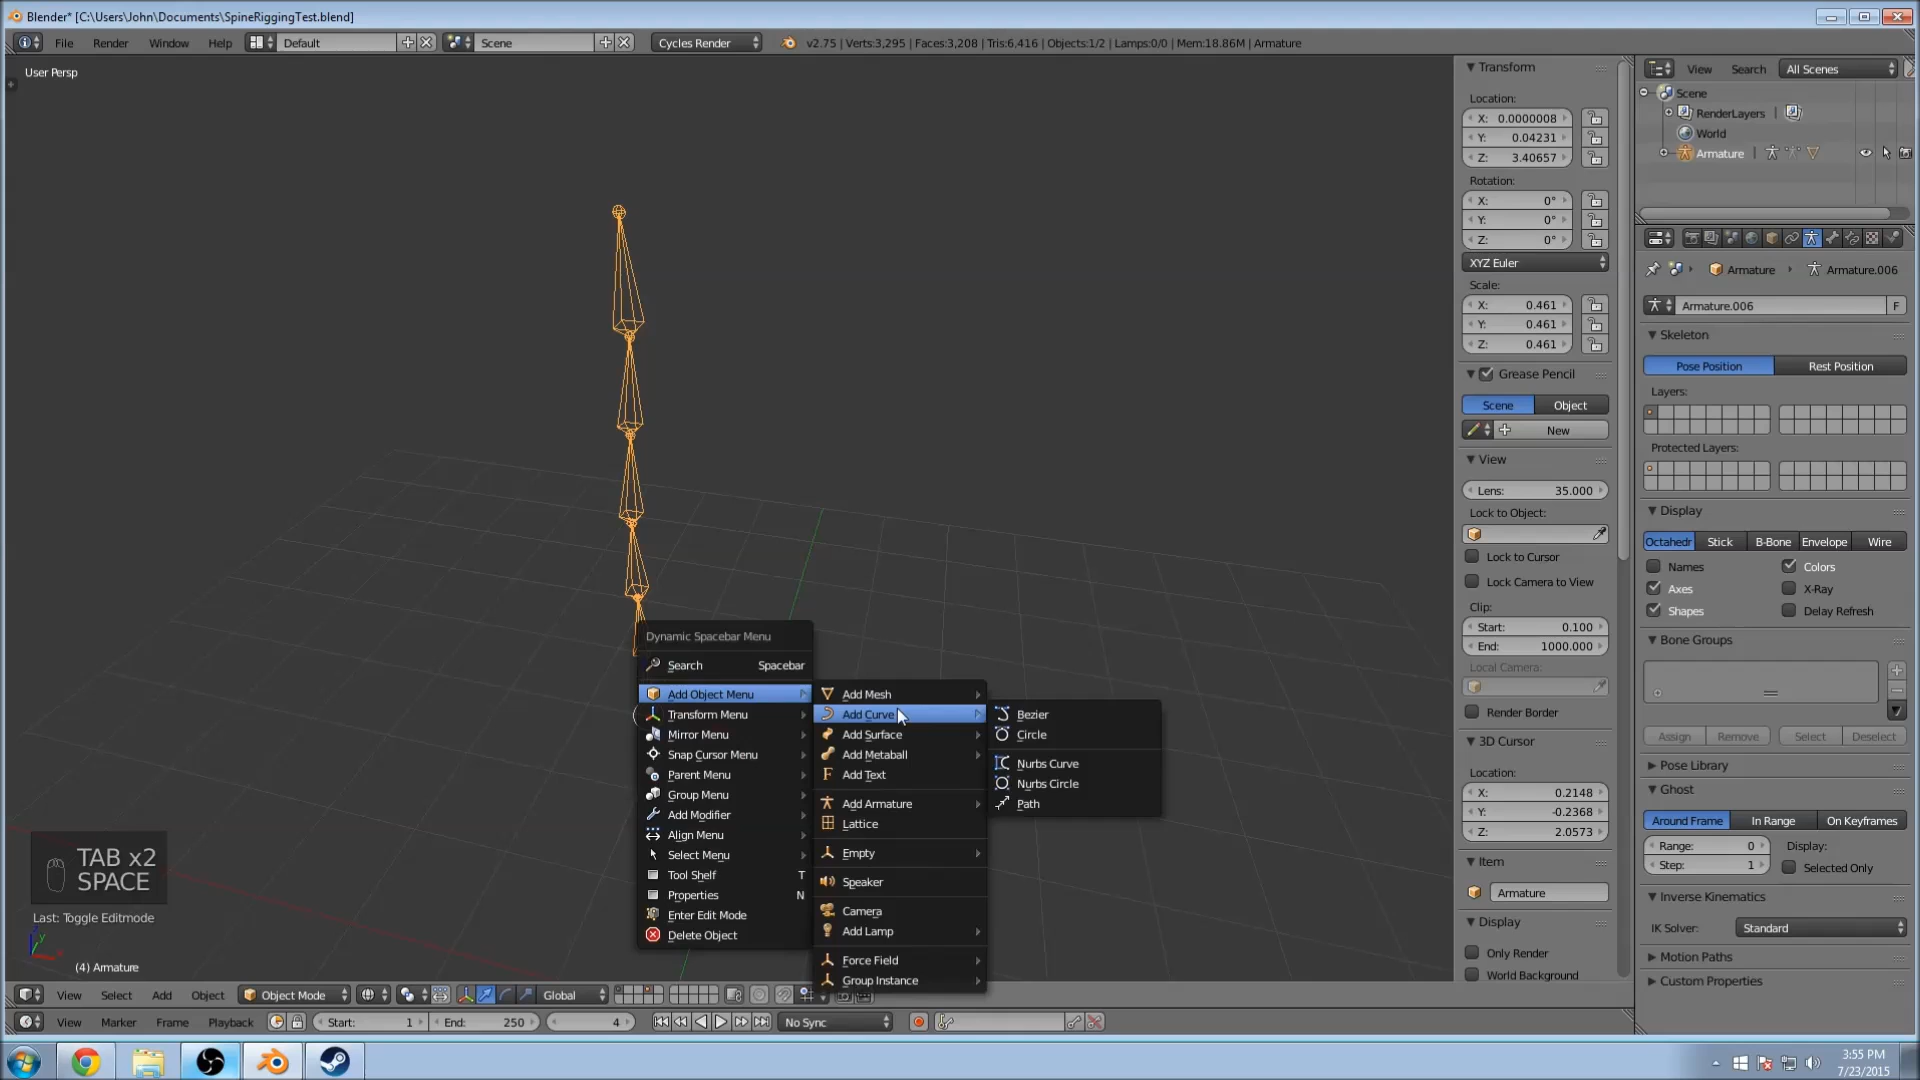 Blender* [C:\Users\John\Documents\SpineRiggingTest.blend]
File Render Window Help Default Scene Cycles Render v2.75 | Verts:3,295 | Faces:3,208 | Tris:6,416 | Objects:1/2 | Lamps:0/0 | Mem:18.86M | Armature
User Persp
Transform
Location:
X: 0.0000008
Y: 0.04231
Z: 3.40657
Rotation:
X: 0°
Y: 0°
Z: 0°
XYZ Euler
Scale:
X: 0.461
Y: 0.461
Z: 0.461
Grease Pencil
Scene Object
New
View
Lens: 35.000
Lock to Object:
Lock to Cursor
Lock Camera to View
Clip:
Start: 0.100
End: 1000.000
Local Camera:
Render Border
3D Cursor
Location:
X: 0.2148
Y: -0.2368
Z: 2.0573
Item
Armature
Display
Only Render
World Background
View Search All Scenes
Scene
RenderLayers
World
Armature
Armature Armature.006
Armature.006 F
Skeleton
Pose Position Rest Position
Layers:
Protected Layers:
Display
Octahedr Stick B-Bone Envelope Wire
Names Colors
Axes X-Ray
Shapes Delay Refresh
Bone Groups
Assign Remove Select Deselect
Pose Library
Ghost
Around Frame In Range On Keyframes
Range: 0 Display:
Step: 1 Selected Only
Inverse Kinematics
IK Solver: Standard
Motion Paths
Custom Properties
Dynamic Spacebar Menu
Search Spacebar
Add Object Menu
Transform Menu
Mirror Menu
Snap Cursor Menu
Parent Menu
Group Menu
Add Modifier
Align Menu
Select Menu
Tool Shelf T
Properties N
Enter Edit Mode
Delete Object
Add Mesh
Add Curve
Add Surface
Add Metaball
Add Text
Add Armature
Lattice
Empty
Speaker
Camera
Add Lamp
Force Field
Group Instance
Bezier
Circle
Nurbs Curve
Nurbs Circle
Path
TAB x2
SPACE
Last: Toggle Editmode
(4) Armature
View Select Add Object Object Mode Global
View Marker Frame Playback Start: 1 End: 250 4 No Sync
3:55 PM
7/23/2015